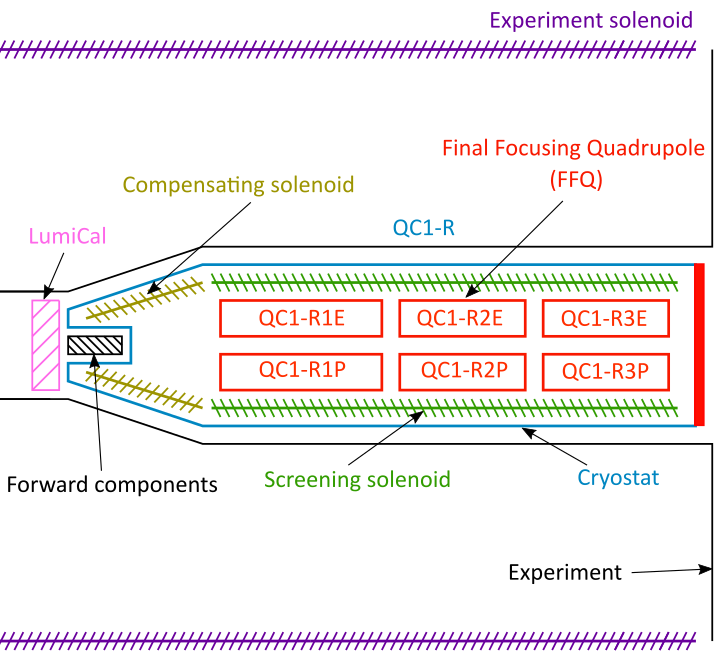 Experiment solenoid
Final Focusing Quadrupole
(FFQ)
Compensating solenoid
QC1-R
LumiCal
QC1-R1E
QC1-R2E
QC1-R3E
QC1-R1P
QC1-R2P
QC1-R3P
Forward components
Screening solenoid
Cryostat
Experiment